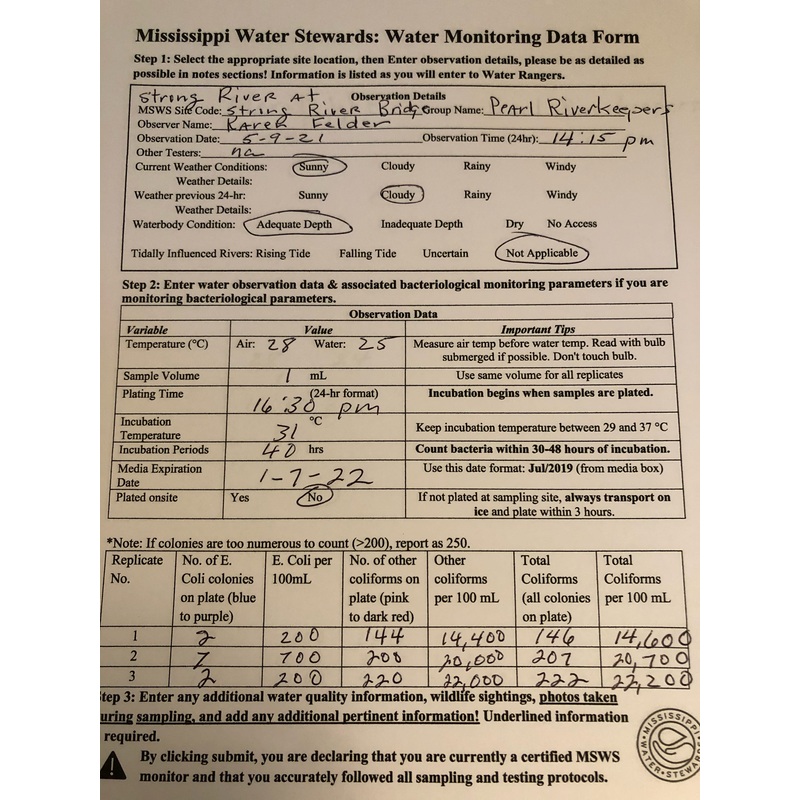 Mississippi Water Stewards: Water Monitoring Data Form
Step 1: Select the appropriate site location, then Enter observation details, please be as detailed as
possible in notes sections! Information is listed as you will enter to Water Rangers.
Strong River At Observation Details
MSWS Site Code: Strong River Bridge Group Name: Pearl Riverkeepers
Observer Name: Karen Felder
Observation Date: 5-9-21 Observation Time (24hr): 14:15 pm
Other Testers: na
Current Weather Conditions: Sunny Cloudy Rainy Windy
Weather Details:
Weather previous 24-hr: Sunny Cloudy Rainy Windy
Weather Details:
Waterbody Condition: Adequate Depth Inadequate Depth Dry No Access
Tidally Influenced Rivers: Rising Tide Falling Tide Uncertain Not Applicable
Step 2: Enter water observation data & associated bacteriological monitoring parameters if you are
monitoring bacteriological parameters.
Observation Data
Variable Value Important Tips
Temperature (°C) Air: 28 Water: 25 Measure air temp before water temp. Read with bulb
submerged if possible. Don't touch bulb.
Sample Volume 1 mL Use same volume for all replicates
Plating Time (24-hr format) Incubation begins when samples are plated.
16:30 pm
Incubation °C
Temperature 31 Keep incubation temperature between 29 and 37 °C
Incubation Periods 40 hrs Count bacteria within 30-48 hours of incubation.
Media Expiration 1-7-22 Use this date format: Jul/2019 (from media box)
Date
Plated onsite Yes No If not plated at sampling site, always transport on
ice and plate within 3 hours.
*Note: If colonies are too numerous to count (>200), report as 250.
Replicate No. of E. E. Coli per No. of other Other Total Total
No. Coli colonies 100mL coliforms on coliforms Coliforms Coliforms
on plate (blue plate (pink per 100 mL (all colonies per 100 mL
to purple) to dark red) on plate)
1 2 200 144 14,400 146 14,600
2 7 700 200 20,000 207 20,700
3 2 200 220 22,000 222 22,200
tep 3: Enter any additional water quality information, wildlife sightings, photos taken
uring sampling, and add any additional pertinent information! Underlined information
required.
By clicking submit, you are declaring that you are currently a certified MSWS
monitor and that you accurately followed all sampling and testing protocols.
MISSISSIPPI
WATER STEWARDS